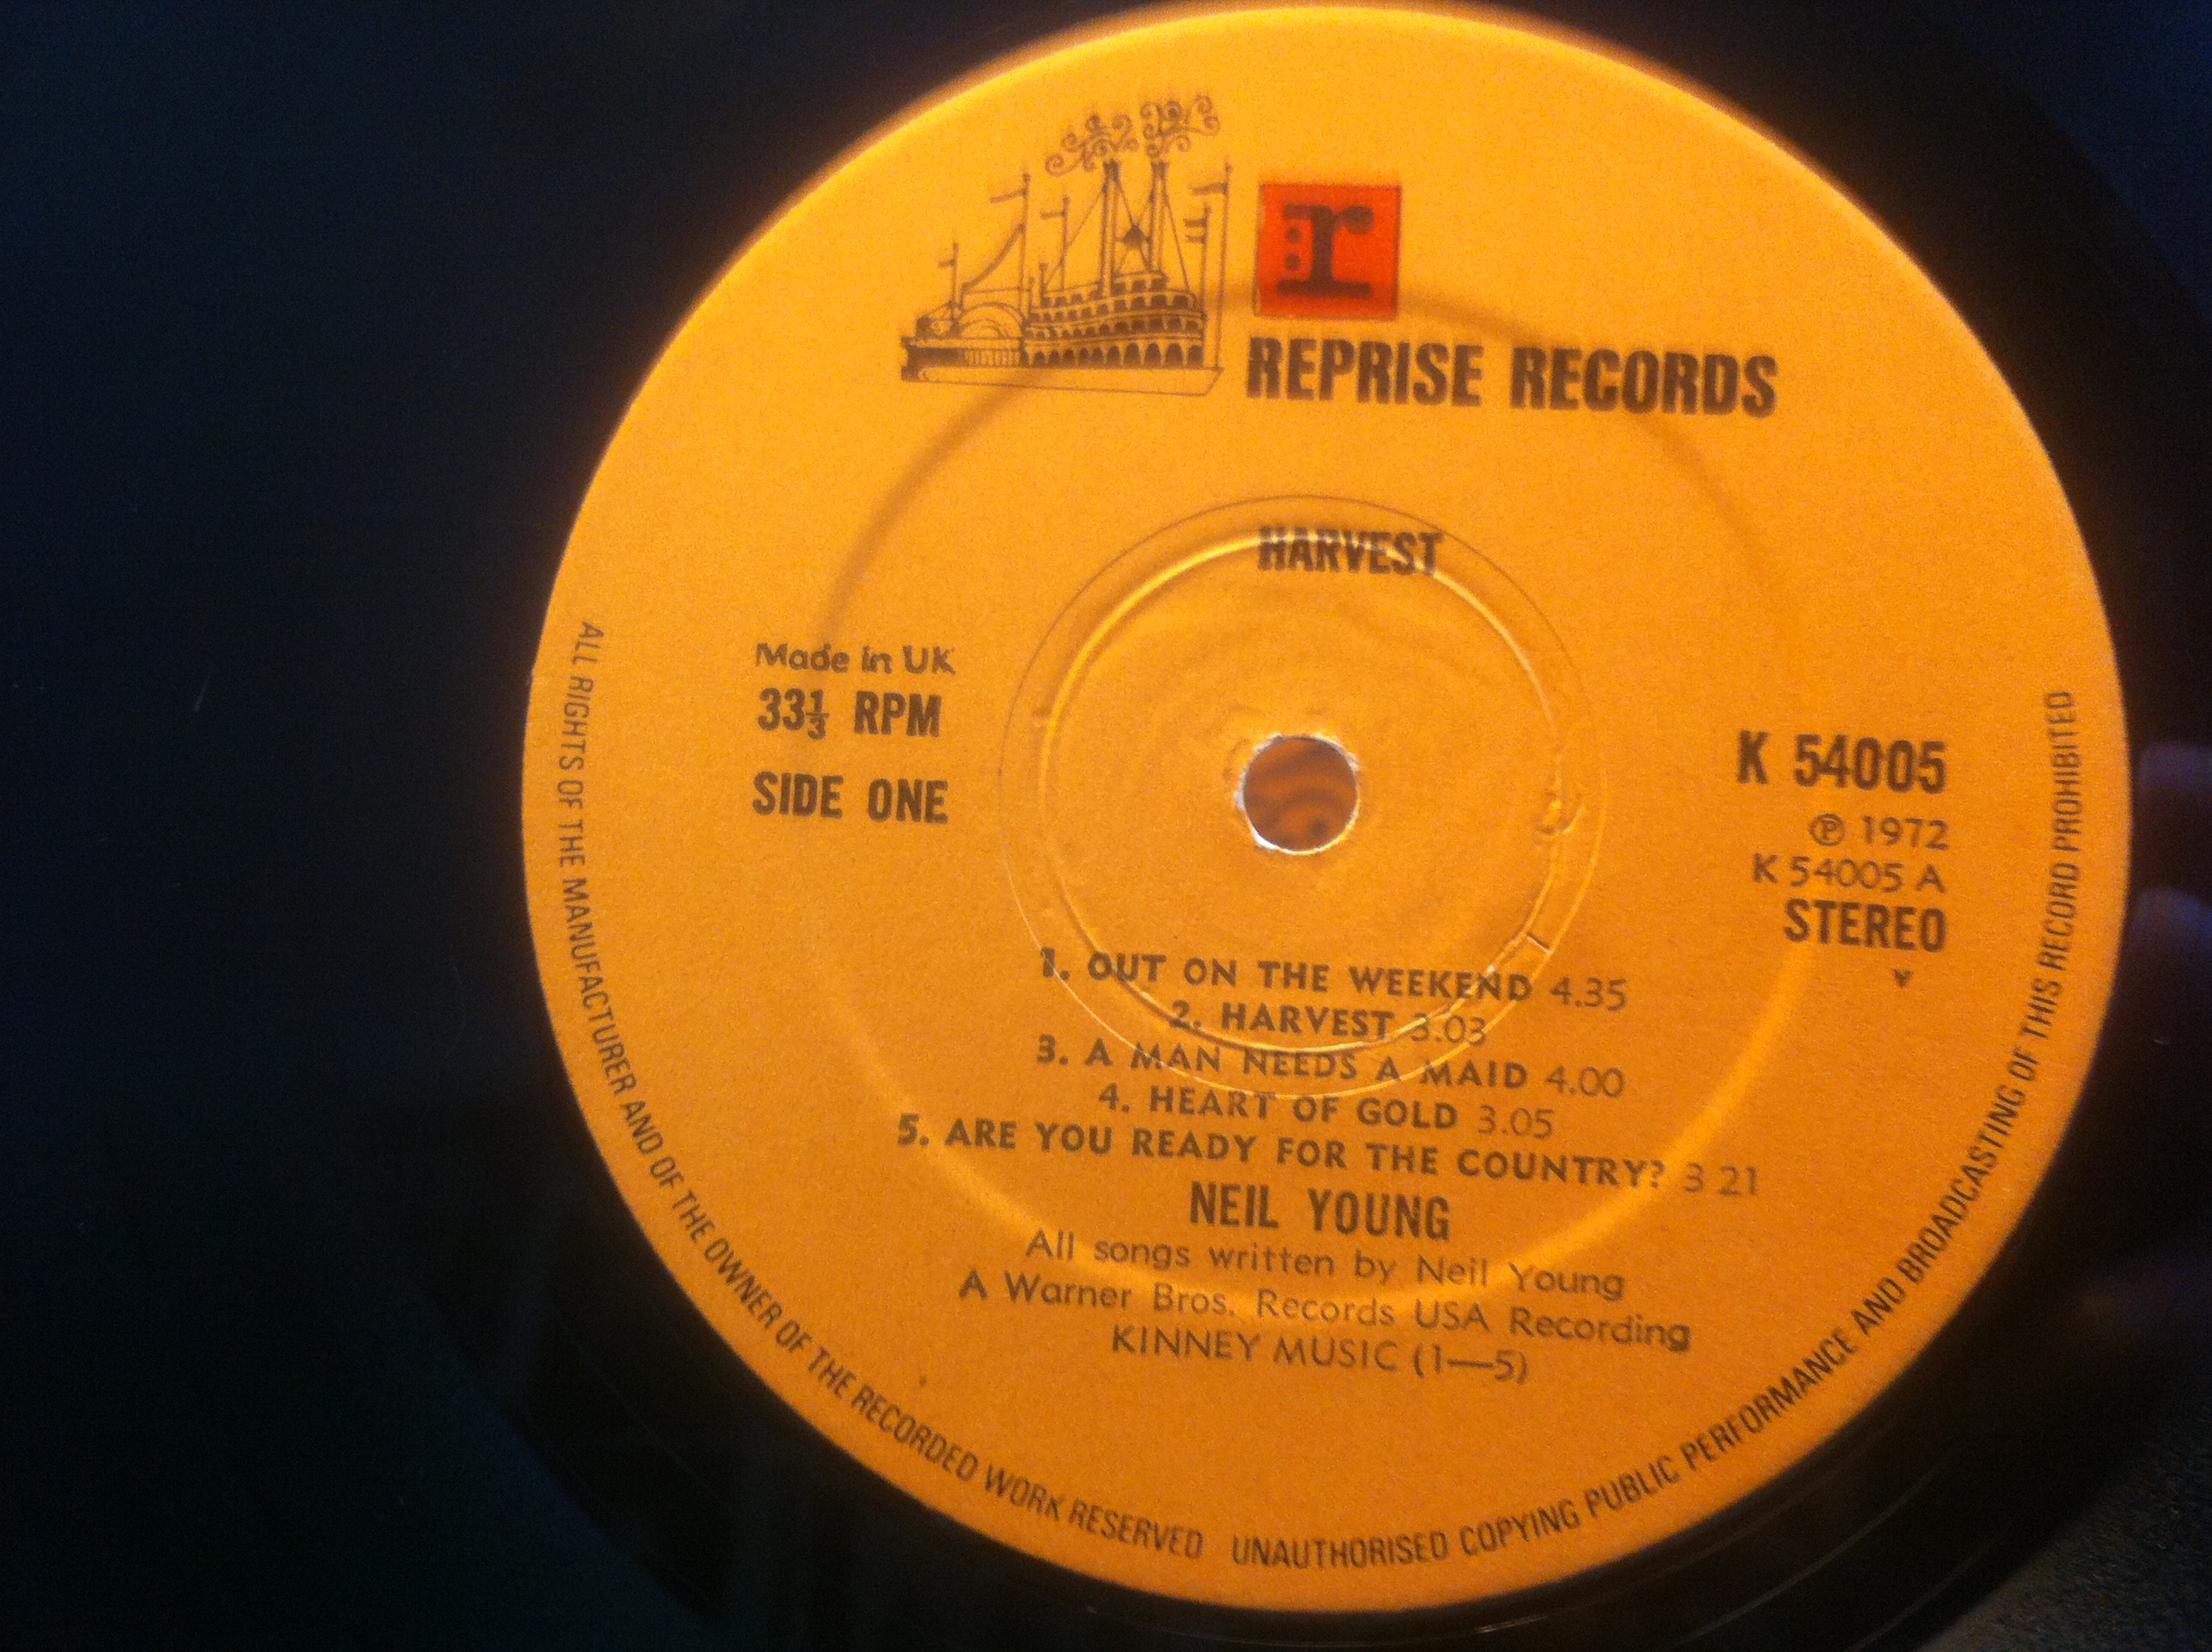 r
REPRISE RECORDS
HARVEST
Made in UK
33⅓ RPM
SIDE ONE
K 54005
℗ 1972
K 54005 A
STEREO
1. OUT ON THE WEEKEND 4.35
2. HARVEST 3.03
3. A MAN NEEDS A MAID 4.00
4. HEART OF GOLD 3.05
5. ARE YOU READY FOR THE COUNTRY? 3 21
NEIL YOUNG
All songs written by Neil Young
A Warner Bros. Records USA Recording
KINNEY MUSIC (1—5)
ALL RIGHTS OF THE MANUFACTURER AND OF THE OWNER OF THE RECORDED WORK RESERVED UNAUTHORISED COPYING PUBLIC PERFORMANCE AND BROADCASTING OF THIS RECORD PROHIBITED